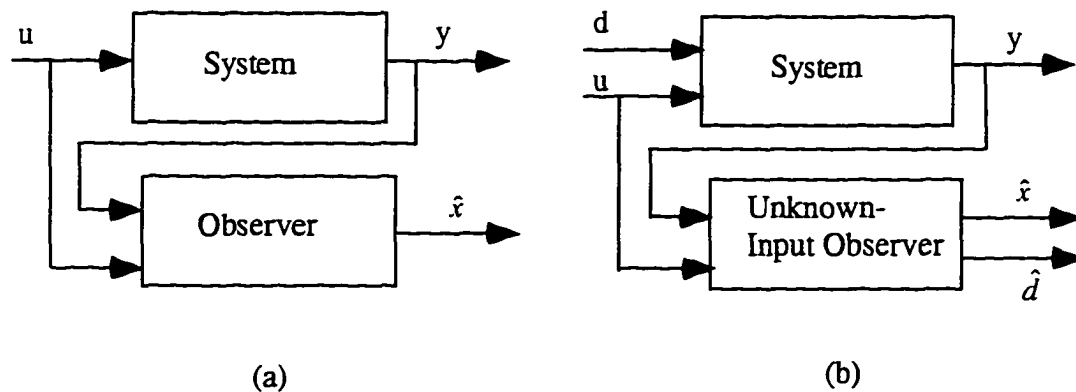 u
System
y
Observer
x̂
(a)
d
u
System
y
Unknown-
Input Observer
x̂
d̂
(b)